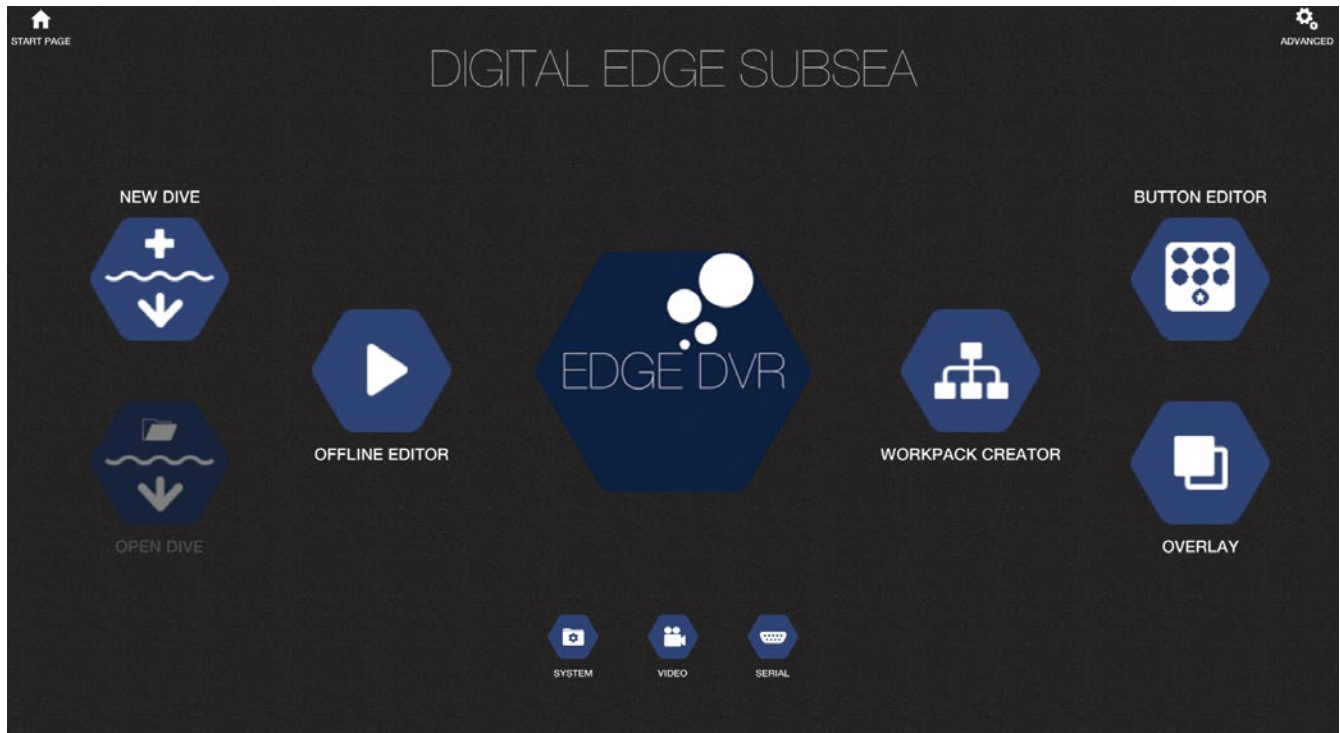 START PAGE
ADVANCED
DIGITAL EDGE SUBSEA
NEW DIVE
BUTTON EDITOR
EDGE DVR
OFFLINE EDITOR
WORKPACK CREATOR
OPEN DIVE
OVERLAY
SYSTEM
VIDEO
SERIAL